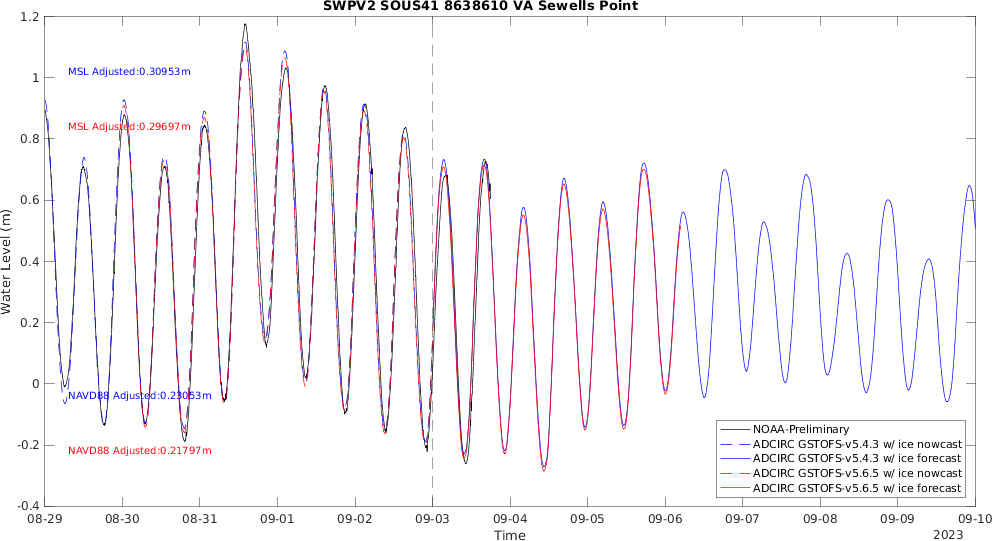 SWPV2 SOUS41 8638610 VA Sewells Point
Water Level (m)
1.2
1
0.8
0.6
0.4
0.2
0
-0.2
-0.4
MSL Adjusted:0.30953m
MSL Adjusted:0.29697m
NAVD88 Adjusted:0.23053m
NAVD88 Adjusted:0.21797m
NOAA-Preliminary
ADCIRC GSTOFS-v5.4.3 w/ ice nowcast
ADCIRC GSTOFS-v5.4.3 w/ ice forecast
ADCIRC GSTOFS-v5.6.5 w/ ice nowcast
ADCIRC GSTOFS-v5.6.5 w/ ice forecast
08-29 08-30 08-31 09-01 09-02 09-03 09-04 09-05 09-06 09-07 09-08 09-09 09-10
Time
2023